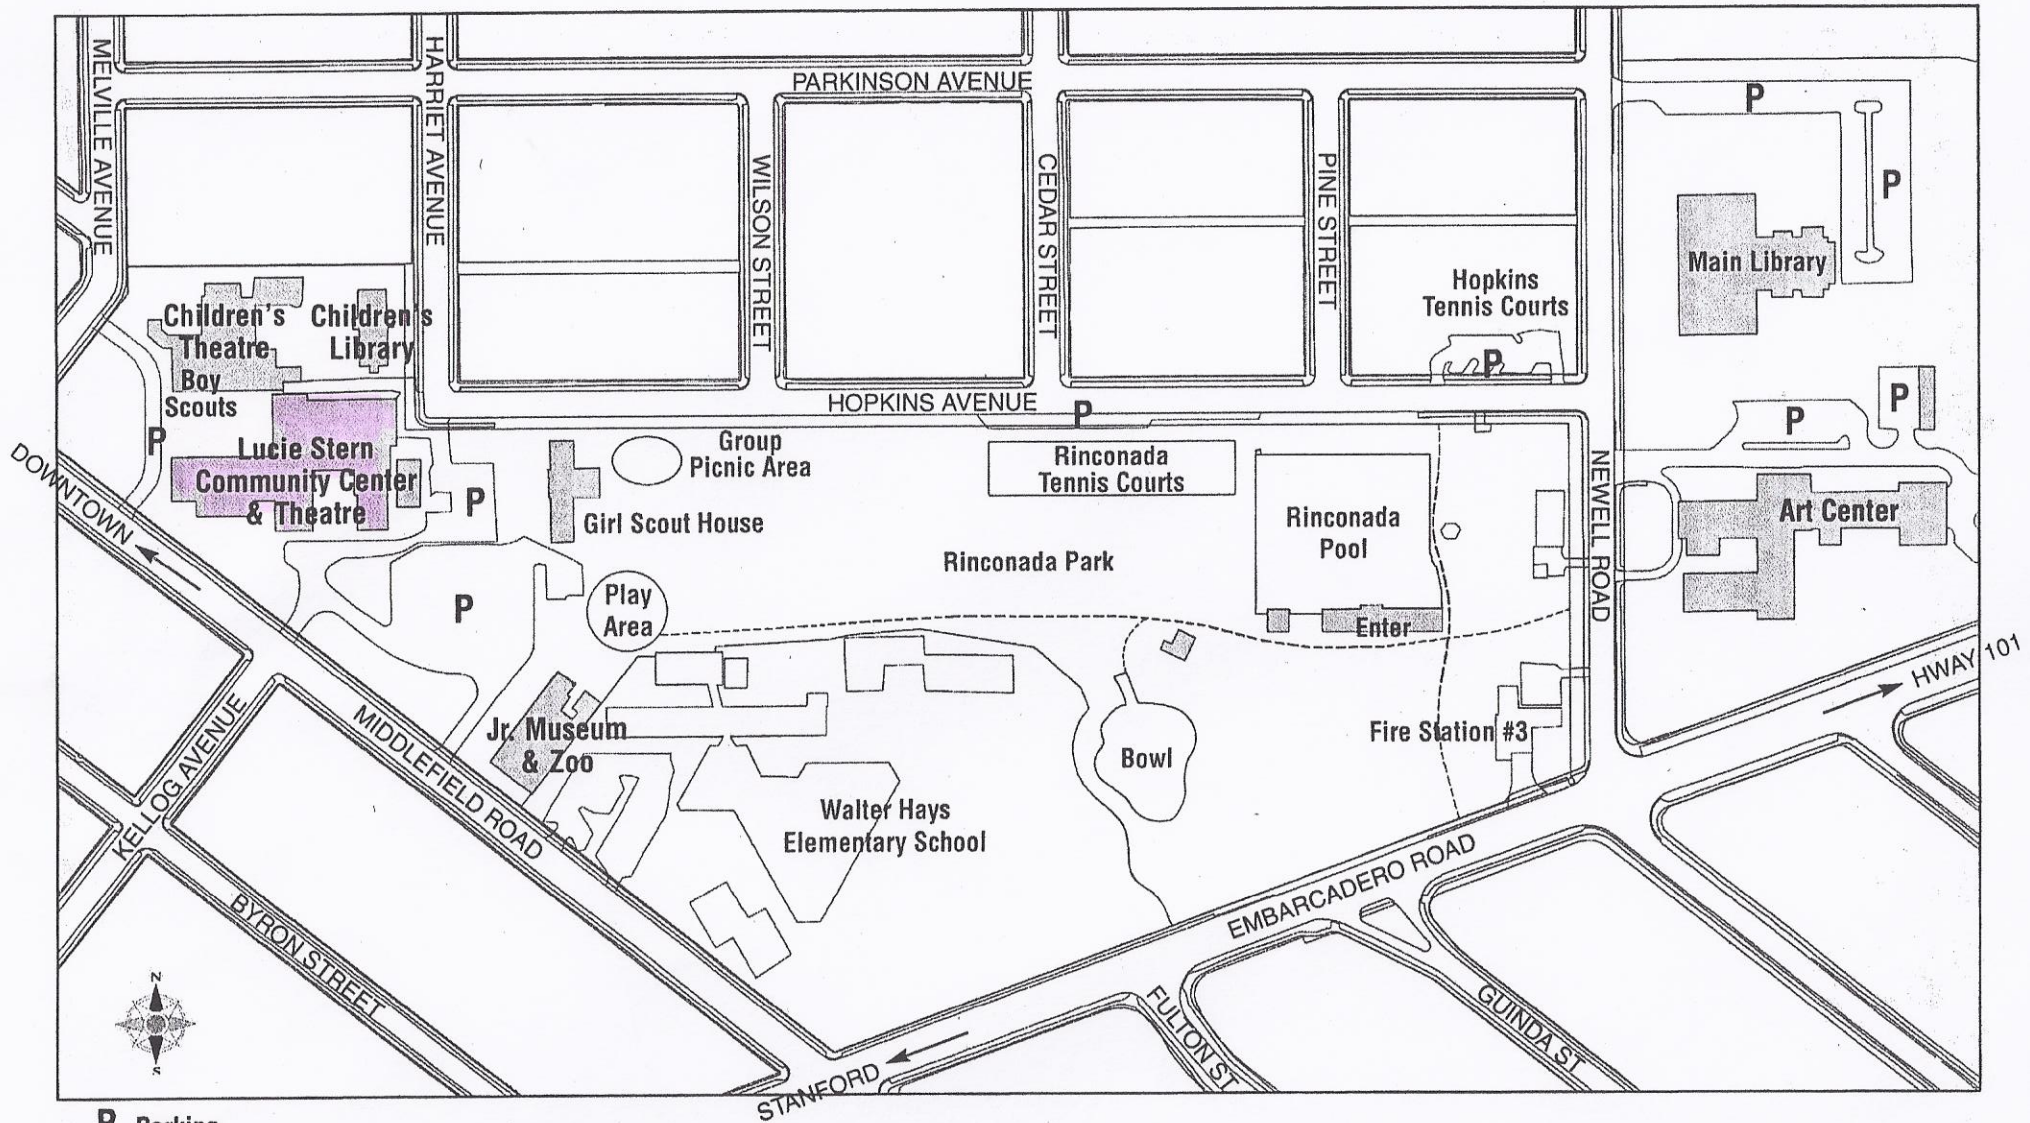 MELVILLE AVENUE
HARRIET AVENUE
PARKINSON AVENUE
WILSON STREET
CEDAR STREET
PINE STREET
P
P
Main Library
Hopkins
Tennis Courts
P
Children's
Theatre
Children's
Library
Boy
Scouts
HOPKINS AVENUE
P
P
P
P
Lucie Stern
Community Center
& Theatre
P
DOWNTOWN
Group
Picnic Area
Girl Scout House
Rinconada
Tennis Courts
Rinconada
Pool
NEWELL ROAD
Art Center
Rinconada Park
P
Play
Area
Enter
HWAY 101
Jr. Museum
& Zoo
MIDDLEFIELD ROAD
KELLOG AVENUE
Bowl
Fire Station #3
Walter Hays
Elementary School
EMBARCADERO ROAD
BYRON STREET
N
S
STANFORD
FULTON ST
GUINDA ST
P Parking